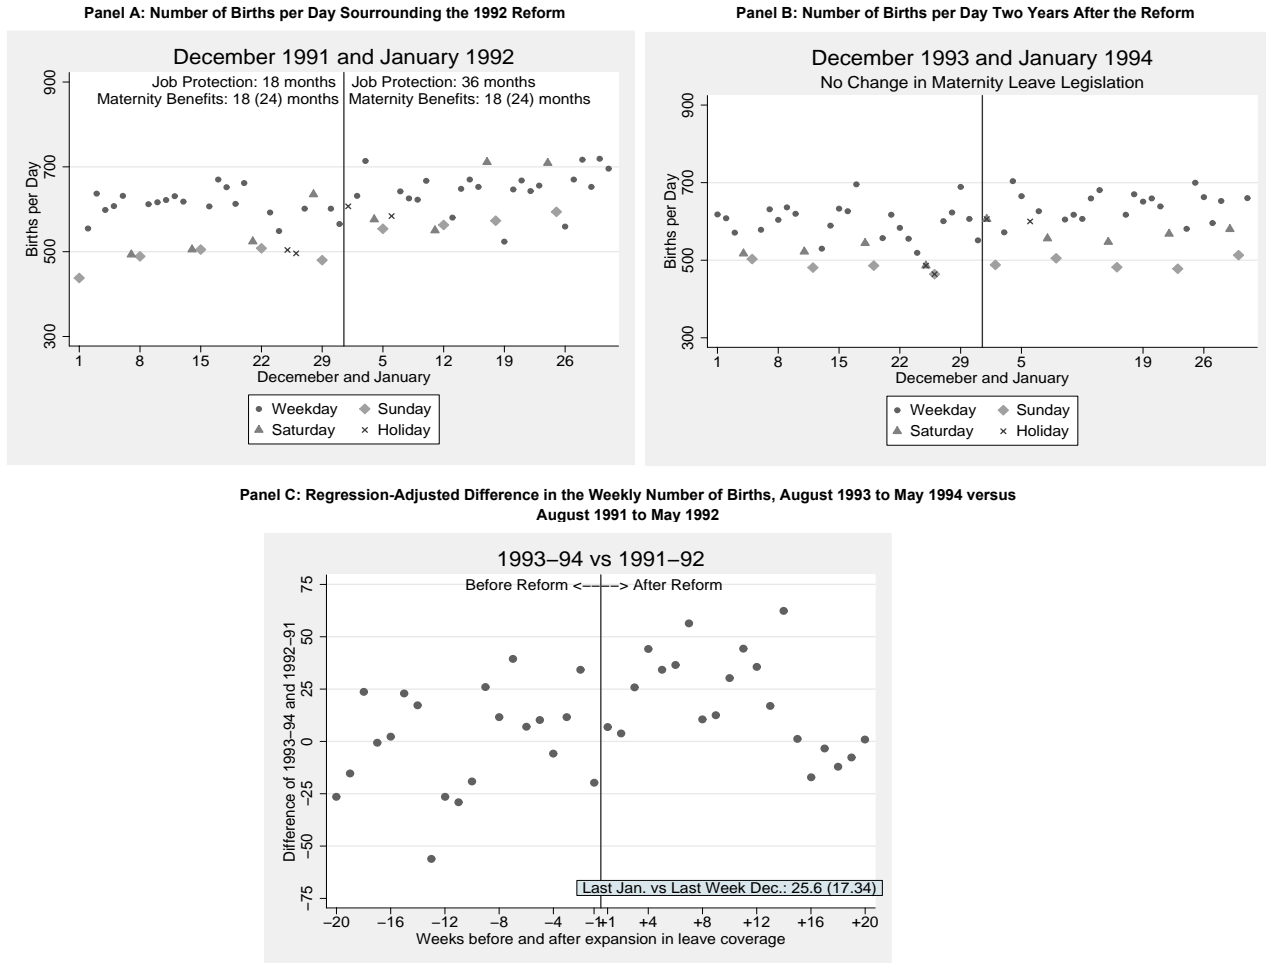 Panel A: Number of Births per Day Sourrounding the 1992 Reform
December 1991 and January 1992
Job Protection: 18 months
Job Protection: 36 months
Maternity Benefits: 18 (24) months
Maternity Benefits: 18 (24) months
Births per Day
900
700
500
300
1 8 15 22 29 5 12 19 26
Decemeber and January
Weekday Sunday
Saturday Holiday
Panel B: Number of Births per Day Two Years After the Reform
December 1993 and January 1994
No Change in Maternity Leave Legislation
Births per Day
900
700
500
300
1 8 15 22 29 5 19 26
Decemeber and January
Weekday Sunday
Saturday Holiday
Panel C: Regression-Adjusted Difference in the Weekly Number of Births, August 1993 to May 1994 versus
August 1991 to May 1992
1993–94 vs 1991–92
Before Reform <––––> After Reform
Difference of 1993–94 and 1992–91
75
50
25
0
−25
−50
−75
Last Jan. vs Last Week Dec.: 25.6 (17.34)
−20 −16 −12 −8 −4 −1 +1 +4 +8 +12 +16 +20
Weeks before and after expansion in leave coverage